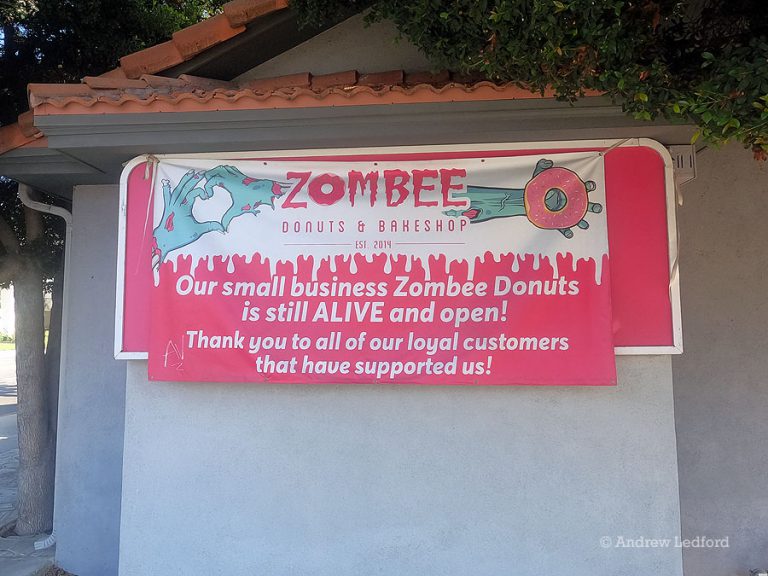 ZOMBEE
DONUTS & BAKESHOP
EST. 2014
Our small business Zombee Donuts
is still ALIVE and open!
Thank you to all of our loyal customers
that have supported us!
© Andrew Ledford